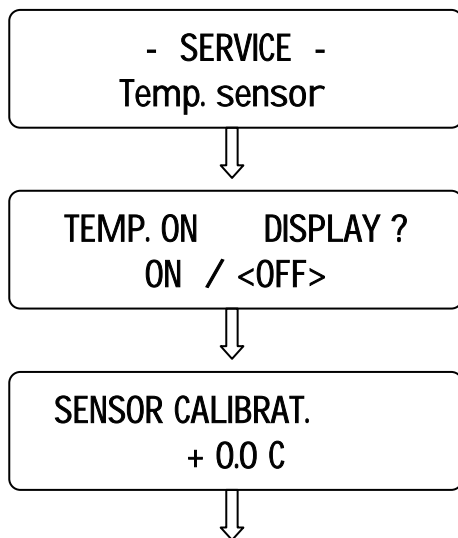 - SERVICE -
Temp. sensor
TEMP. ON DISPLAY ?
ON / <OFF>
SENSOR CALIBRAT.
+ 0.0 C